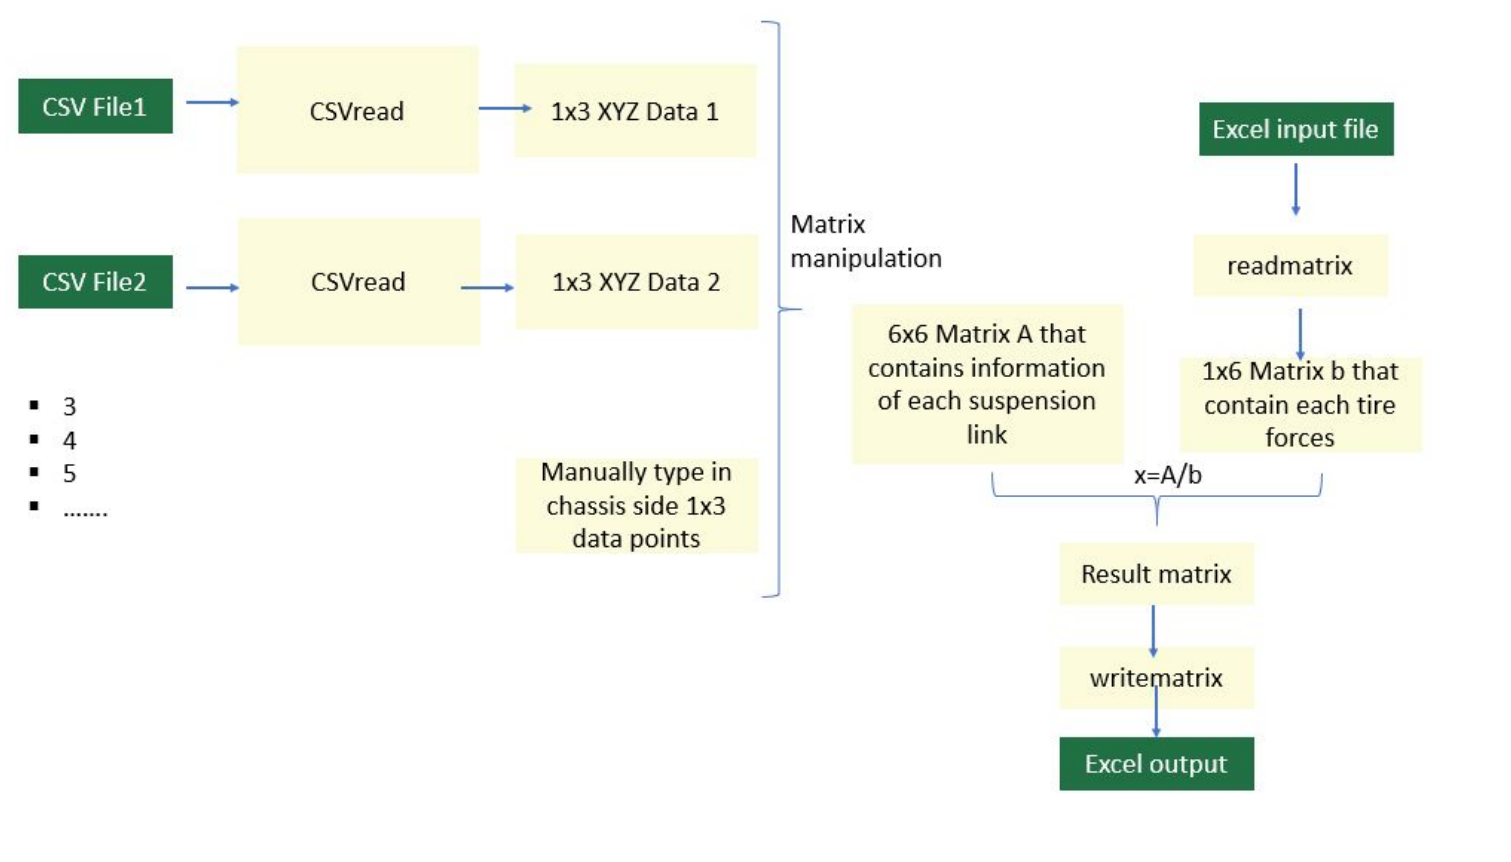 CSV File1
CSVread
1x3 XYZ Data 1
CSV File2
CSVread
1x3 XYZ Data 2
▪ 3
▪ 4
▪ 5
▪ .......
Manually type in
chassis side 1x3
data points
Matrix
manipulation
6x6 Matrix A that
contains information
of each suspension
link
Excel input file
readmatrix
1x6 Matrix b that
contain each tire
forces
x=A/b
Result matrix
writematrix
Excel output